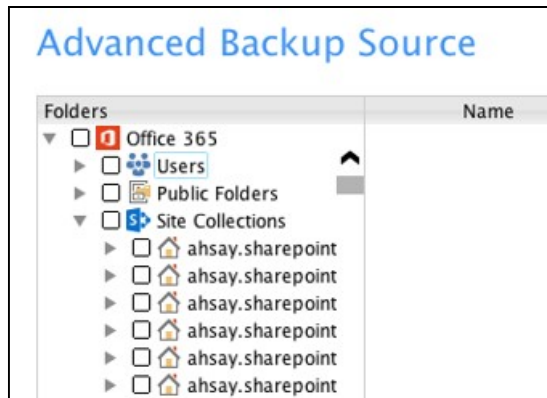 Advanced Backup Source
Folders Name
Office 365
Users
Public Folders
Site Collections
ahsay.sharepoint
ahsay.sharepoint
ahsay.sharepoint
ahsay.sharepoint
ahsay.sharepoint
ahsay.sharepoint